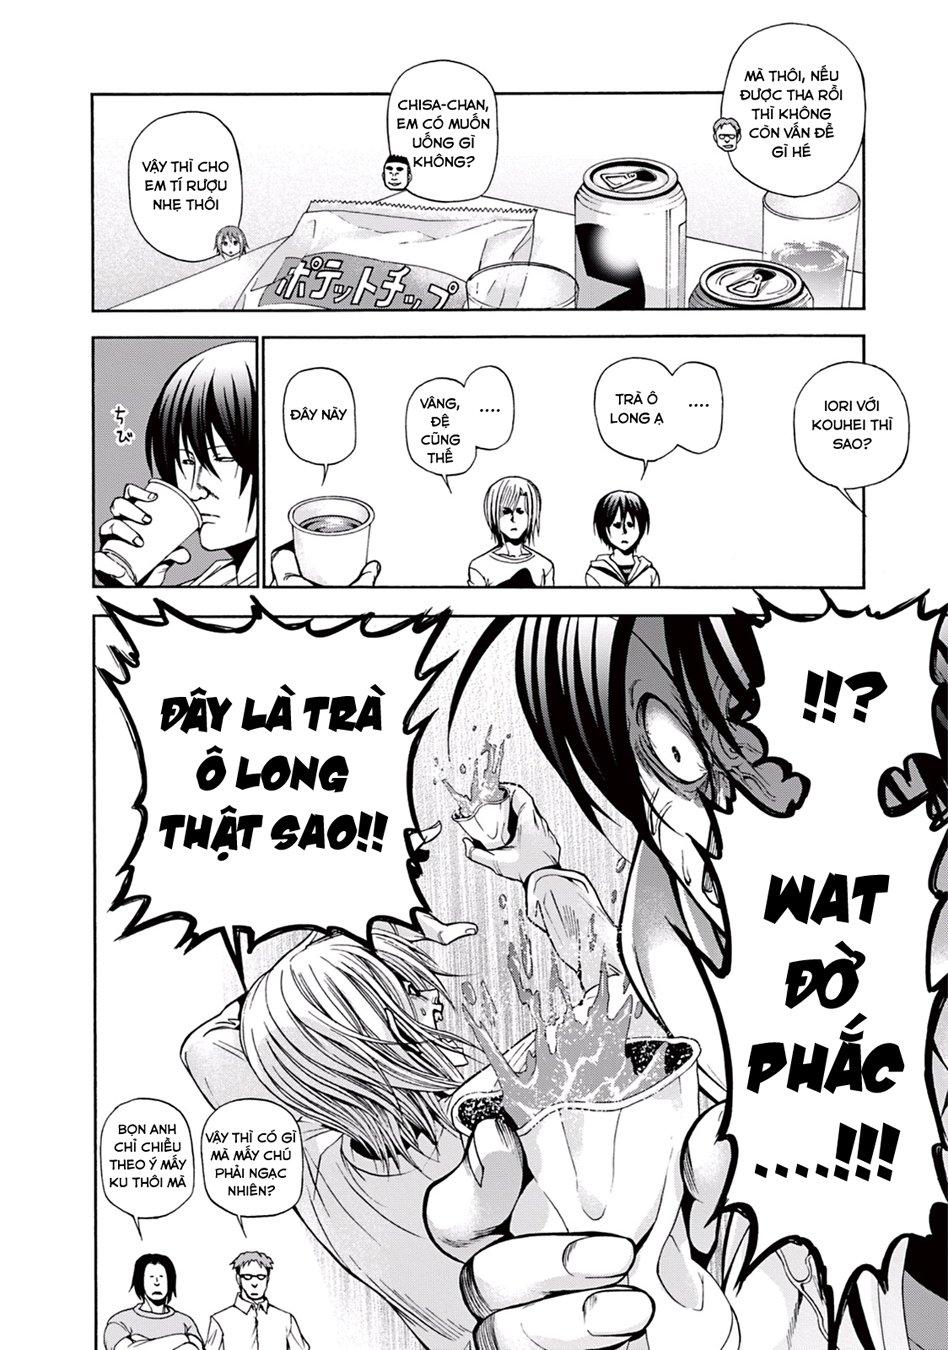 MÀ THÔI, NẾU
ĐƯỢC THA RỒI
THÌ KHÔNG
CÒN VẤN ĐỀ
GÌ HÉ
CHISA-CHAN,
EM CÓ MUỐN
UỐNG GÌ
KHÔNG?
VẬY THÌ CHO
EM TÍ RƯỢU
NHẸ THÔI
ポテットチップ
IORI VỚI
KOUHEI THÌ
SAO?
....
TRÀ Ô
LONG Ạ
....
VÂNG,
ĐỆ
CŨNG
THẾ
ĐÂY NÀY
ちび
!!?
WAT
ĐỜ
PHẮC
.....!!!
ĐÂY LÀ TRÀ
Ô LONG
THẬT SAO!!
VẬY THÌ CÓ GÌ
MÀ MẤY CHÚ
PHẢI NGẠC
NHIÊN?
BỌN ANH
CHỈ CHIỀU
THEO Ý MẤY
KU THÔI MÀ